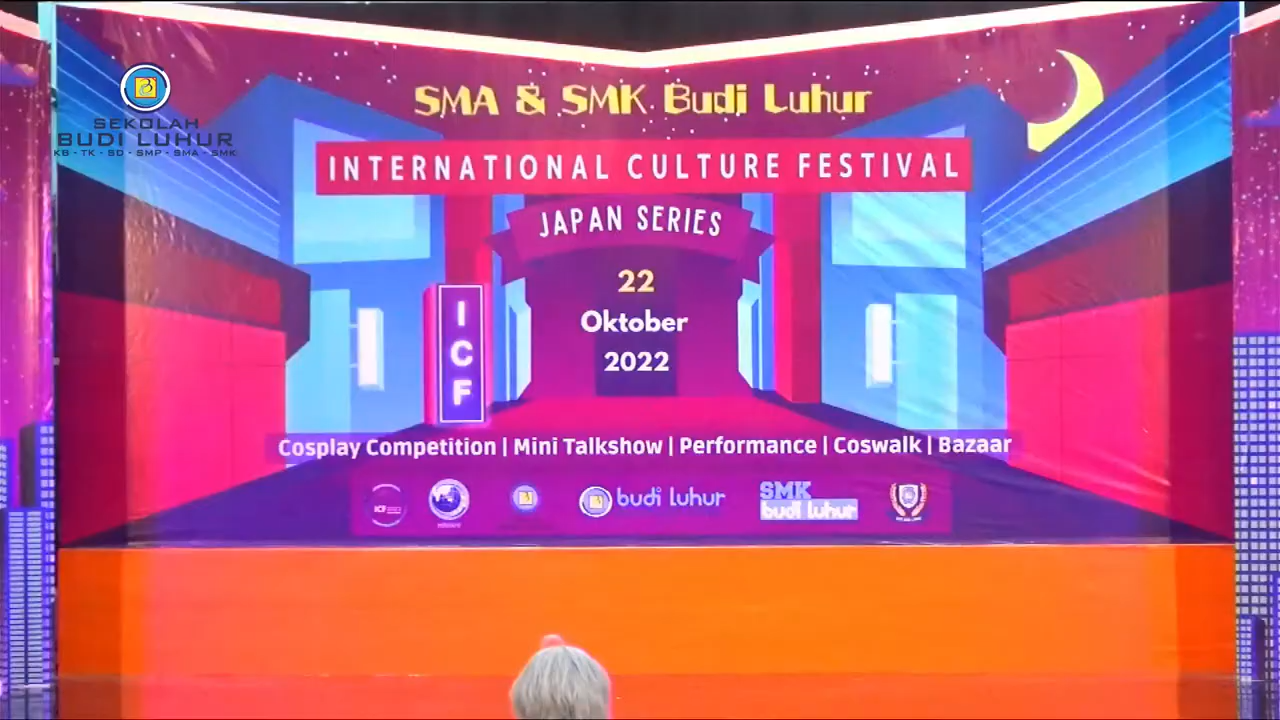 SEKOLAH
BUDI LUHUR
KB - TK - SD - SMP - SMA - SMK
SMA & SMK Budi Luhur
INTERNATIONAL CULTURE FESTIVAL
JAPAN SERIES
22
Oktober
2022
I
C
F
Cosplay Competition | Mini Talkshow | Performance | Coswalk | Bazaar
ICF
budi luhur
SMK
budi luhur